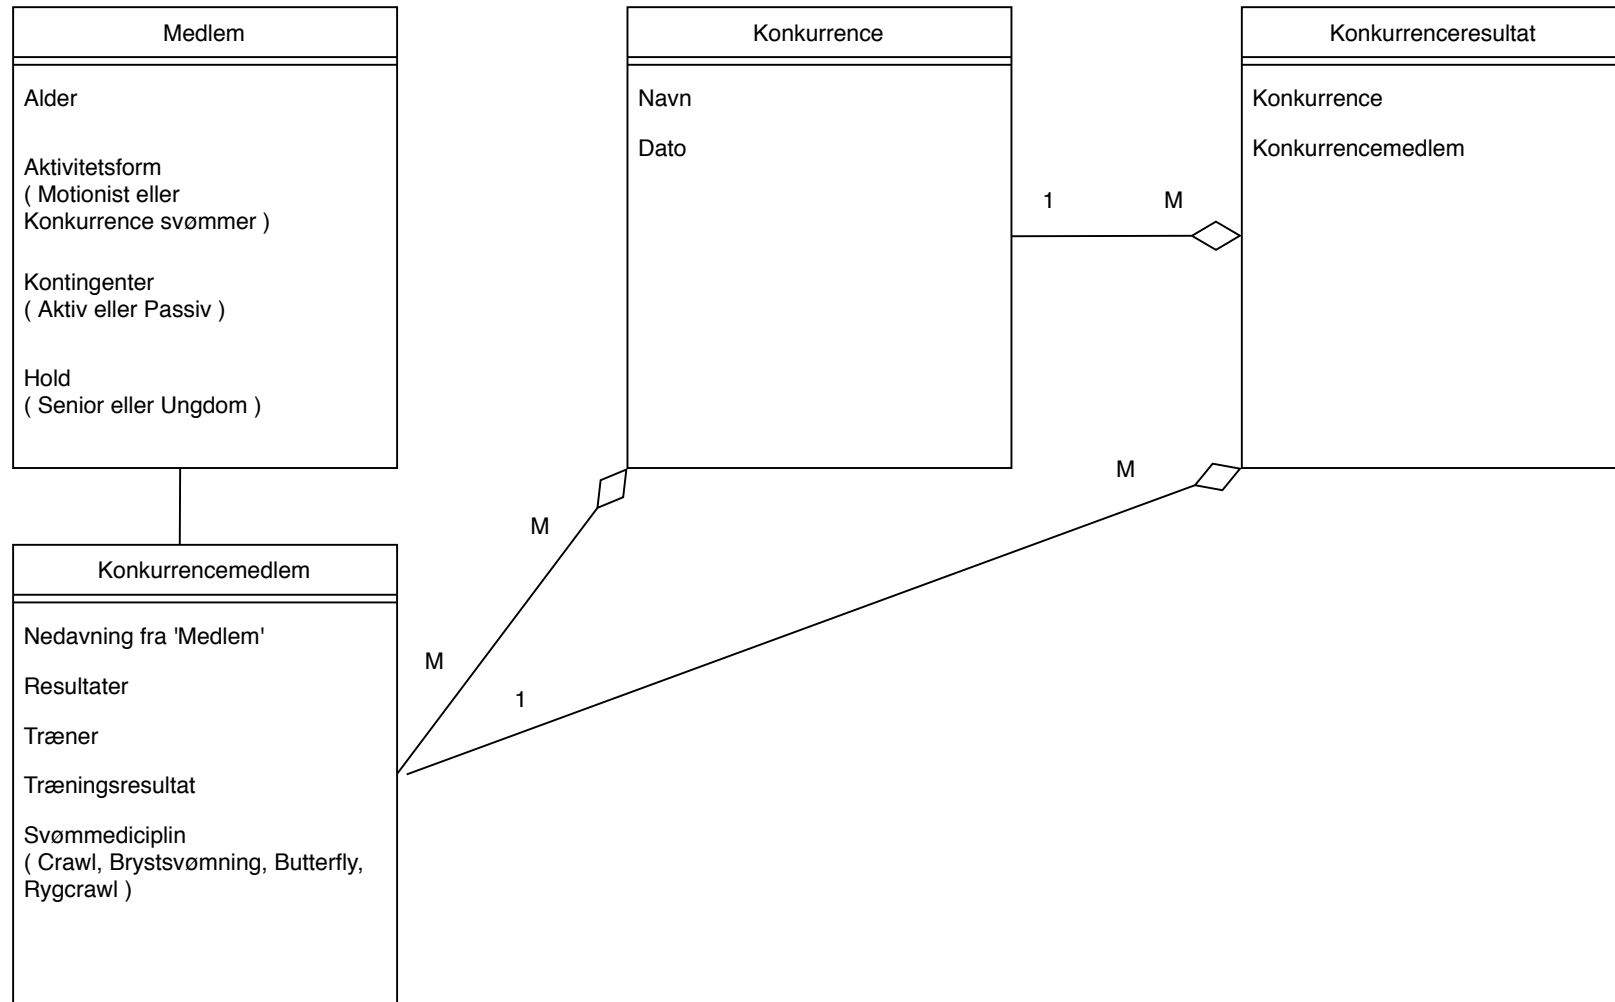 Medlem
Alder
Aktivitetsform
( Motionist eller
Konkurrence svømmer )
Kontingenter
( Aktiv eller Passiv )
Hold
( Senior eller Ungdom )
Konkurrence
Navn
Dato
Konkurrenceresultat
Konkurrence
Konkurrencemedlem
1
M
M
M
M
1
Konkurrencemedlem
Nedavning fra 'Medlem'
Resultater
Træner
Træningsresultat
Svømmediciplin
( Crawl, Brystsvømning, Butterfly,
Rygcrawl )